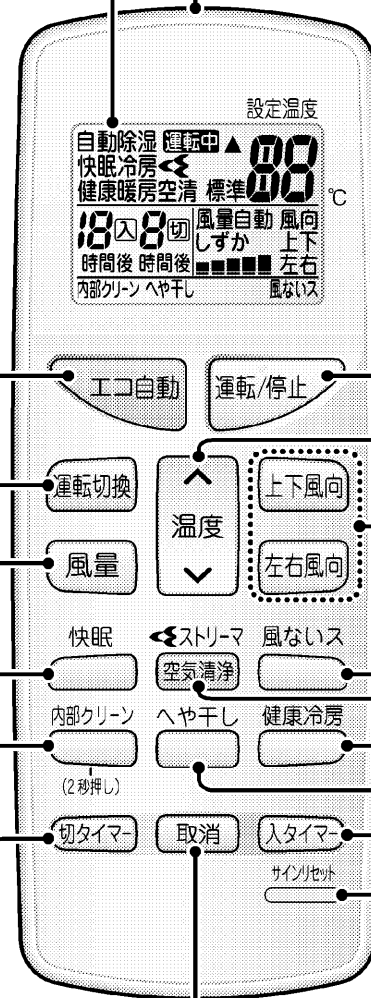 設定温度
自動除湿 運転中 ▲ 88
快眠冷房
健康暖房空清 標準 ℃
18 入 8 切 風量自動 風向
しずか 上下
時間後 時間後 左右
内部クリーン へや干し 風ないス
エコ自動 運転/停止
運転切換 上下風向
温度
風量 左右風向
快眠 ストリーマ 風ないス
空気清浄
内部クリーン へや干し 健康冷房
(2秒押し)
切タイマー 取消 入タイマー
サインリセット